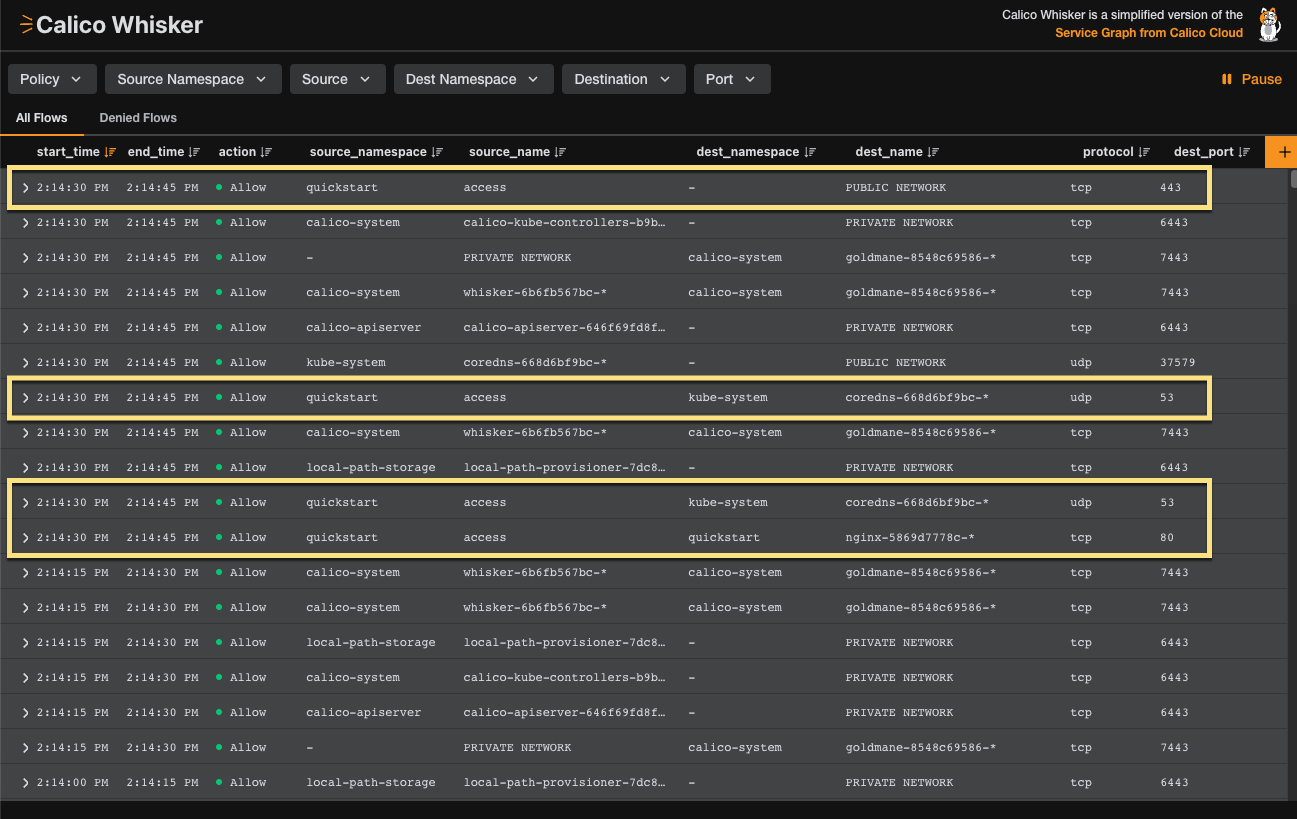 Calico Whisker
Calico Whisker is a simplified version of the
Service Graph from Calico Cloud
Policy Source Namespace Source Dest Namespace Destination Port Pause
All Flows Denied Flows
start_time end_time action source_namespace source_name dest_namespace dest_name protocol dest_port +
2:14:30 PM 2:14:45 PM Allow quickstart access – PUBLIC NETWORK tcp 443
2:14:30 PM 2:14:45 PM Allow calico-system calico-kube-controllers-b9b… – PRIVATE NETWORK tcp 6443
2:14:30 PM 2:14:45 PM Allow – PRIVATE NETWORK calico-system goldmane-8548c69586-* tcp 7443
2:14:30 PM 2:14:45 PM Allow calico-system whisker-6b6fb567bc-* calico-system goldmane-8548c69586-* tcp 7443
2:14:30 PM 2:14:45 PM Allow calico-apiserver calico-apiserver-646f69fd8f… – PRIVATE NETWORK tcp 6443
2:14:30 PM 2:14:45 PM Allow kube-system coredns-668d6bf9bc-* – PUBLIC NETWORK udp 37579
2:14:30 PM 2:14:45 PM Allow quickstart access kube-system coredns-668d6bf9bc-* udp 53
2:14:30 PM 2:14:45 PM Allow calico-system whisker-6b6fb567bc-* calico-system goldmane-8548c69586-* tcp 7443
2:14:30 PM 2:14:45 PM Allow local-path-storage local-path-provisioner-7dc8… – PRIVATE NETWORK tcp 6443
2:14:30 PM 2:14:45 PM Allow quickstart access kube-system coredns-668d6bf9bc-* udp 53
2:14:30 PM 2:14:45 PM Allow quickstart access quickstart nginx-5869d7778c-* tcp 80
2:14:15 PM 2:14:30 PM Allow calico-system whisker-6b6fb567bc-* calico-system goldmane-8548c69586-* tcp 7443
2:14:15 PM 2:14:30 PM Allow calico-system whisker-6b6fb567bc-* calico-system goldmane-8548c69586-* tcp 7443
2:14:15 PM 2:14:30 PM Allow local-path-storage local-path-provisioner-7dc8… – PRIVATE NETWORK tcp 6443
2:14:15 PM 2:14:30 PM Allow calico-system calico-kube-controllers-b9b… – PRIVATE NETWORK tcp 6443
2:14:15 PM 2:14:30 PM Allow calico-apiserver calico-apiserver-646f69fd8f… – PRIVATE NETWORK tcp 6443
2:14:15 PM 2:14:30 PM Allow – PRIVATE NETWORK calico-system goldmane-8548c69586-* tcp 7443
2:14:00 PM 2:14:15 PM Allow local-path-storage local-path-provisioner-7dc8… – PRIVATE NETWORK tcp 6443